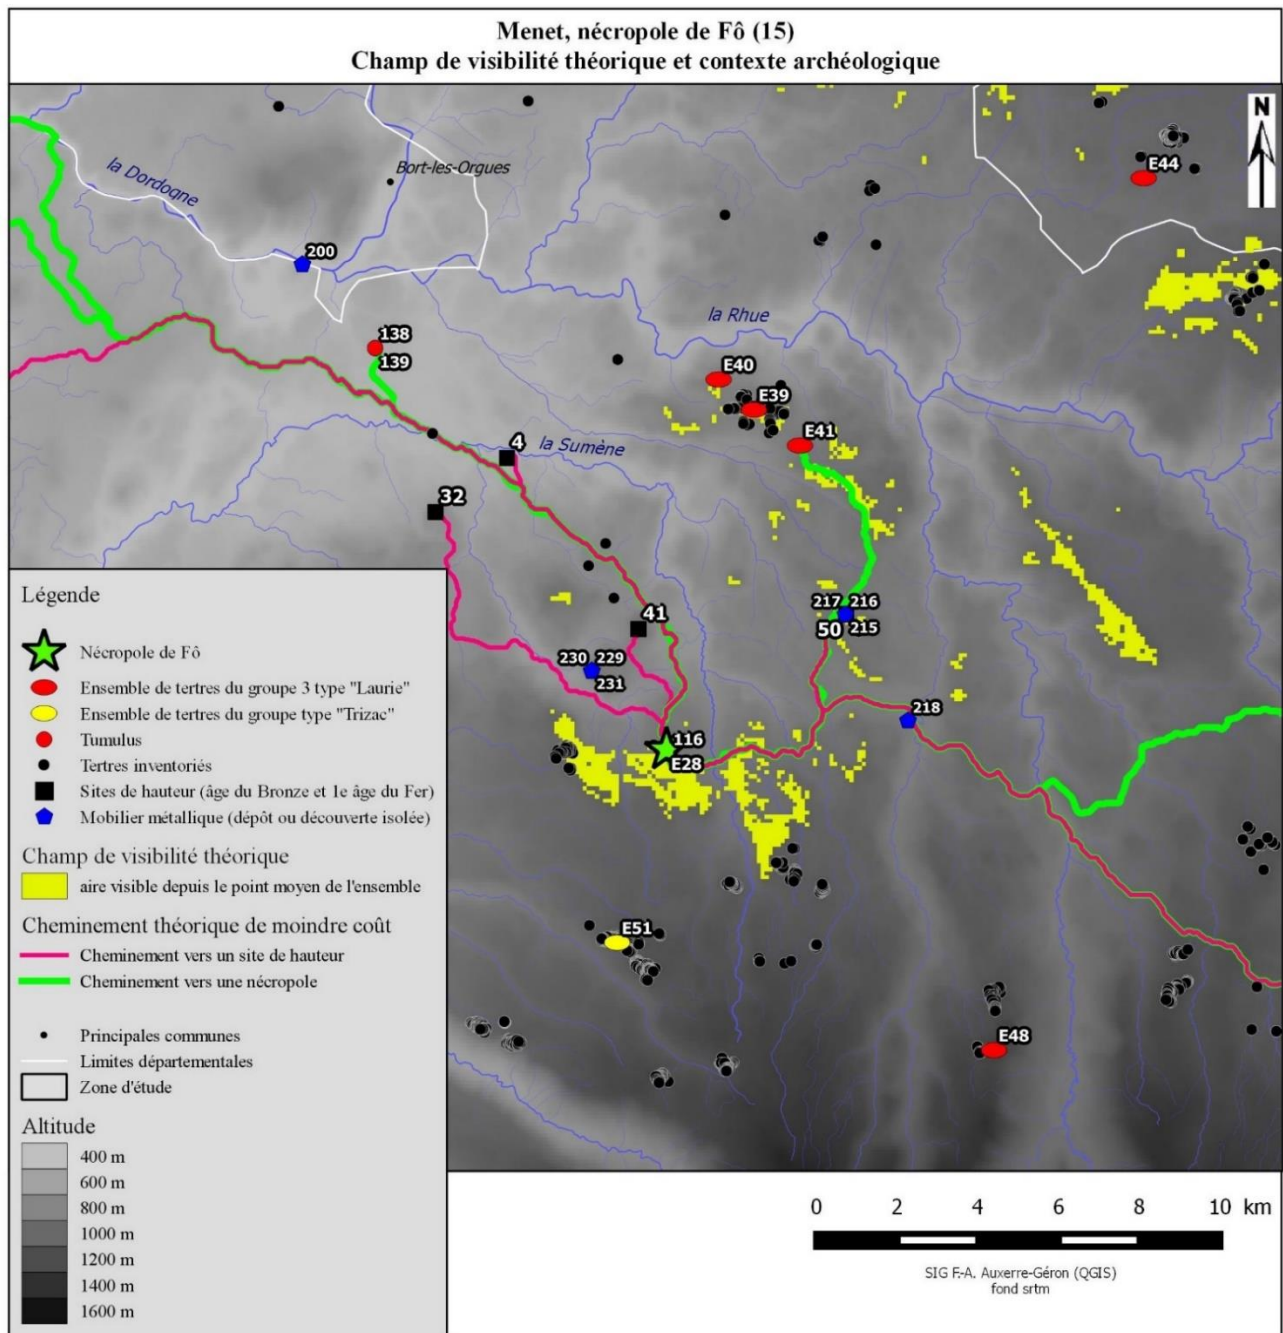 Menet, nécropole de Fô (15)
Champ de visibilité théorique et contexte archéologique
N
la Dordogne
Bort-les-Orgues
E44
200
la Rhue
138
139
E40
E39
E41
4
la Sumène
32
217 216
50 215
41
230 229
231
218
116
E28
E51
E48
Légende
Nécropole de Fô
Ensemble de tertres du groupe 3 type "Laurie"
Ensemble de tertres du groupe type "Trizac"
Tumulus
Tertres inventoriés
Sites de hauteur (âge du Bronze et 1e âge du Fer)
Mobilier métallique (dépôt ou découverte isolée)
Champ de visibilité théorique
aire visible depuis le point moyen de l'ensemble
Cheminement théorique de moindre coût
Cheminement vers un site de hauteur
Cheminement vers une nécropole
Principales communes
Limites départementales
Zone d'étude
Altitude
400 m
600 m
800 m
1000 m
1200 m
1400 m
1600 m
0 2 4 6 8 10 km
SIG F.-A. Auxerre-Géron (QGIS)
fond srtm